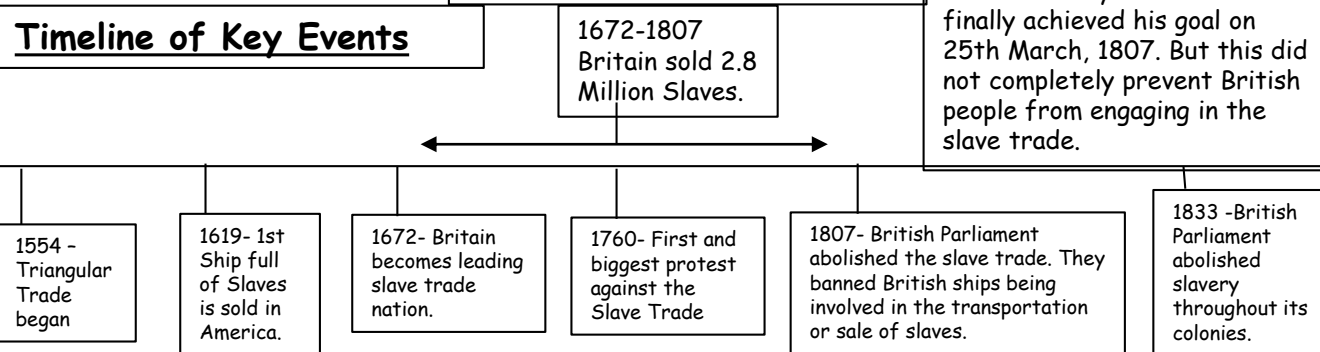 Timeline of Key Events
1672-1807
Britain sold 2.8
Million Slaves.
finally achieved his goal on
25th March, 1807. But this did
not completely prevent British
people from engaging in the
slave trade.
1554 –
Triangular
Trade
began
1619- 1st
Ship full
of Slaves
is sold in
America.
1672- Britain
becomes leading
slave trade
nation.
1760- First and
biggest protest
against the
Slave Trade
1807- British Parliament
abolished the slave trade. They
banned British ships being
involved in the transportation
or sale of slaves.
1833 -British
Parliament
abolished
slavery
throughout its
colonies.